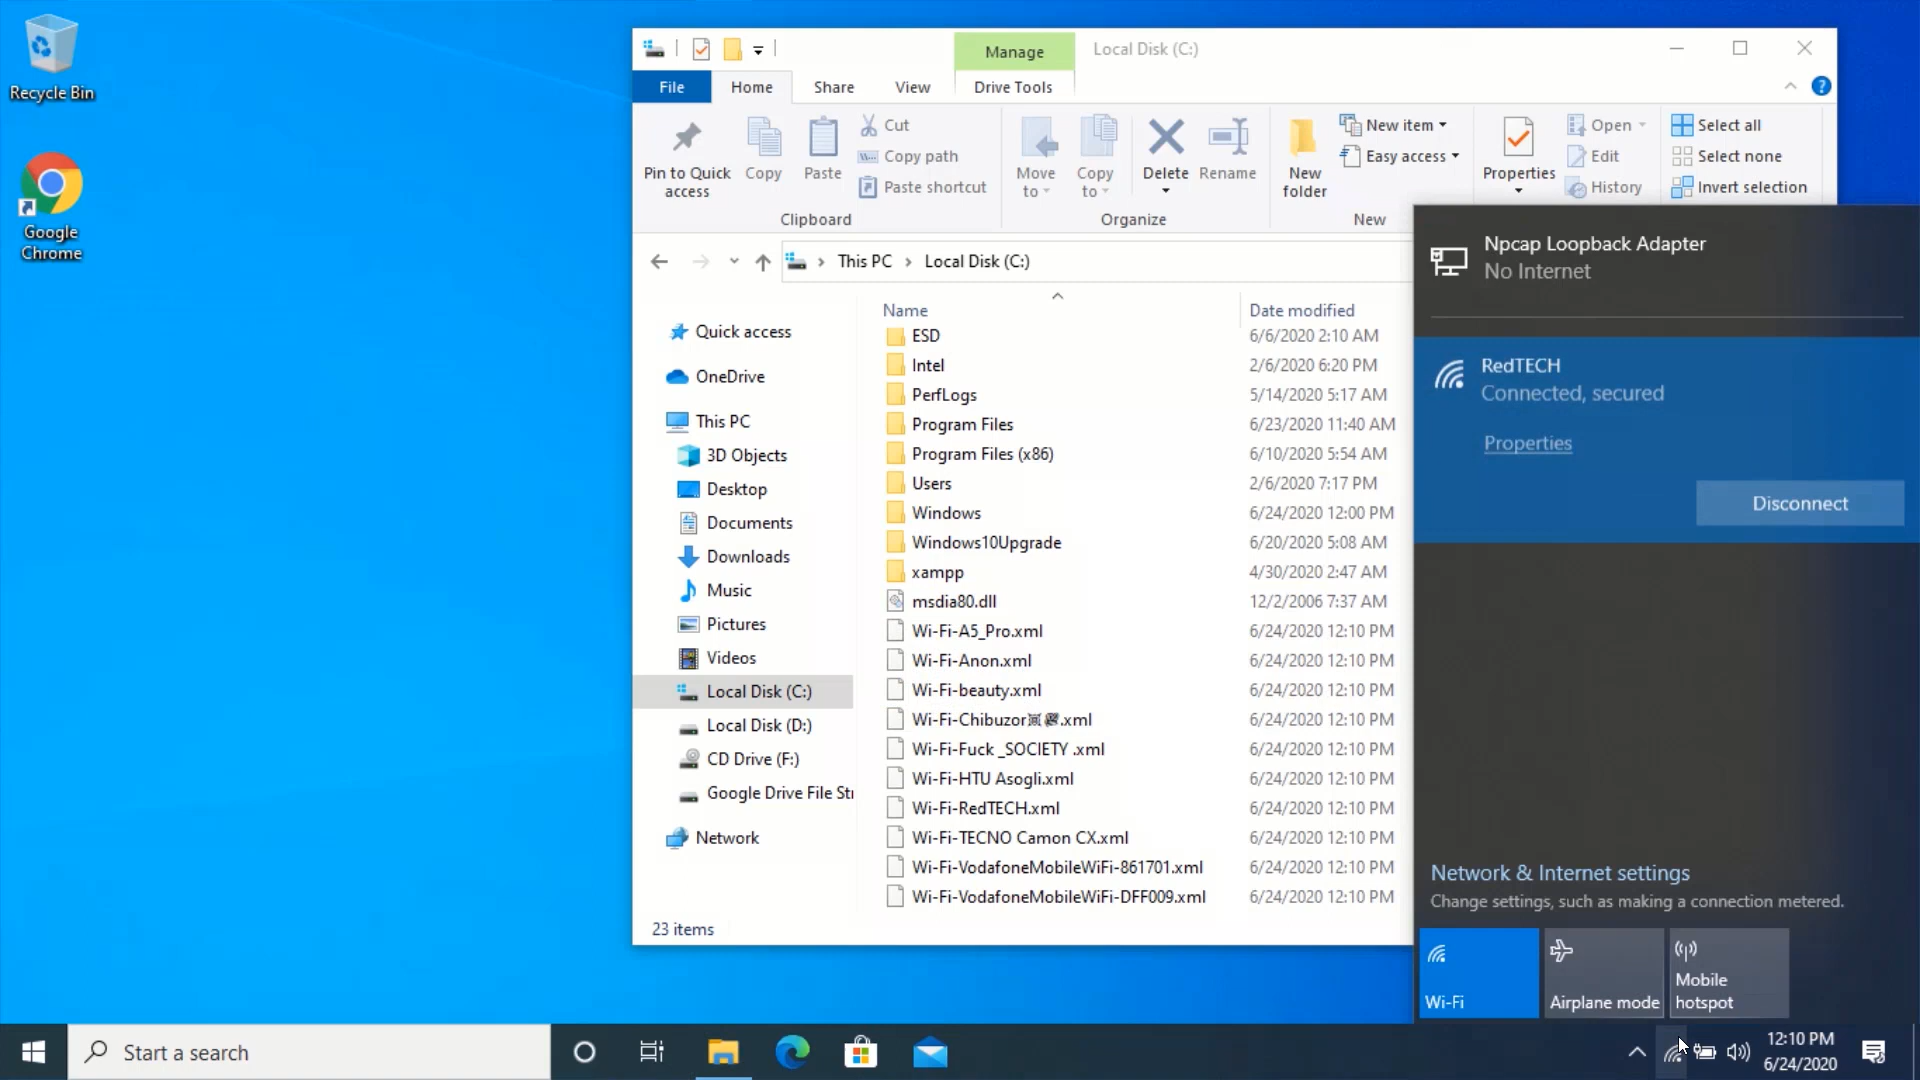 Recycle Bin
Google
Chrome
Manage
Local Disk (C:)
File
Home
Share
View
Drive Tools
?
Pin to Quick
access
Copy
Paste
Cut
Copy path
Paste shortcut
Clipboard
Move
to
Copy
to
Delete
Rename
Organize
New
folder
New item
Easy access
New
Properties
Open
Edit
History
Select all
Select none
Invert selection
This PC
Local Disk (C:)
Quick access
OneDrive
This PC
3D Objects
Desktop
Documents
Downloads
Music
Pictures
Videos
Local Disk (C:)
Local Disk (D:)
CD Drive (F:)
Google Drive File Str
Network
Name Date modified
ESD 6/6/2020 2:10 AM
Intel 2/6/2020 6:20 PM
PerfLogs 5/14/2020 5:17 AM
Program Files 6/23/2020 11:40 AM
Program Files (x86) 6/10/2020 5:54 AM
Users 2/6/2020 7:17 PM
Windows 6/24/2020 12:00 PM
Windows10Upgrade 6/20/2020 5:08 AM
xampp 4/30/2020 2:47 AM
msdia80.dll 12/2/2006 7:37 AM
Wi-Fi-A5_Pro.xml 6/24/2020 12:10 PM
Wi-Fi-Anon.xml 6/24/2020 12:10 PM
Wi-Fi-beauty.xml 6/24/2020 12:10 PM
Wi-Fi-Chibuzor.xml 6/24/2020 12:10 PM
Wi-Fi-Fuck _SOCIETY .xml 6/24/2020 12:10 PM
Wi-Fi-HTU Asogli.xml 6/24/2020 12:10 PM
Wi-Fi-RedTECH.xml 6/24/2020 12:10 PM
Wi-Fi-TECNO Camon CX.xml 6/24/2020 12:10 PM
Wi-Fi-VodafoneMobileWiFi-861701.xml 6/24/2020 12:10 PM
Wi-Fi-VodafoneMobileWiFi-DFF009.xml 6/24/2020 12:10 PM
23 items
Npcap Loopback Adapter
No Internet
RedTECH
Connected, secured
Properties
Disconnect
Network & Internet settings
Change settings, such as making a connection metered.
Wi-Fi
Airplane mode
Mobile
hotspot
Start a search
12:10 PM
6/24/2020